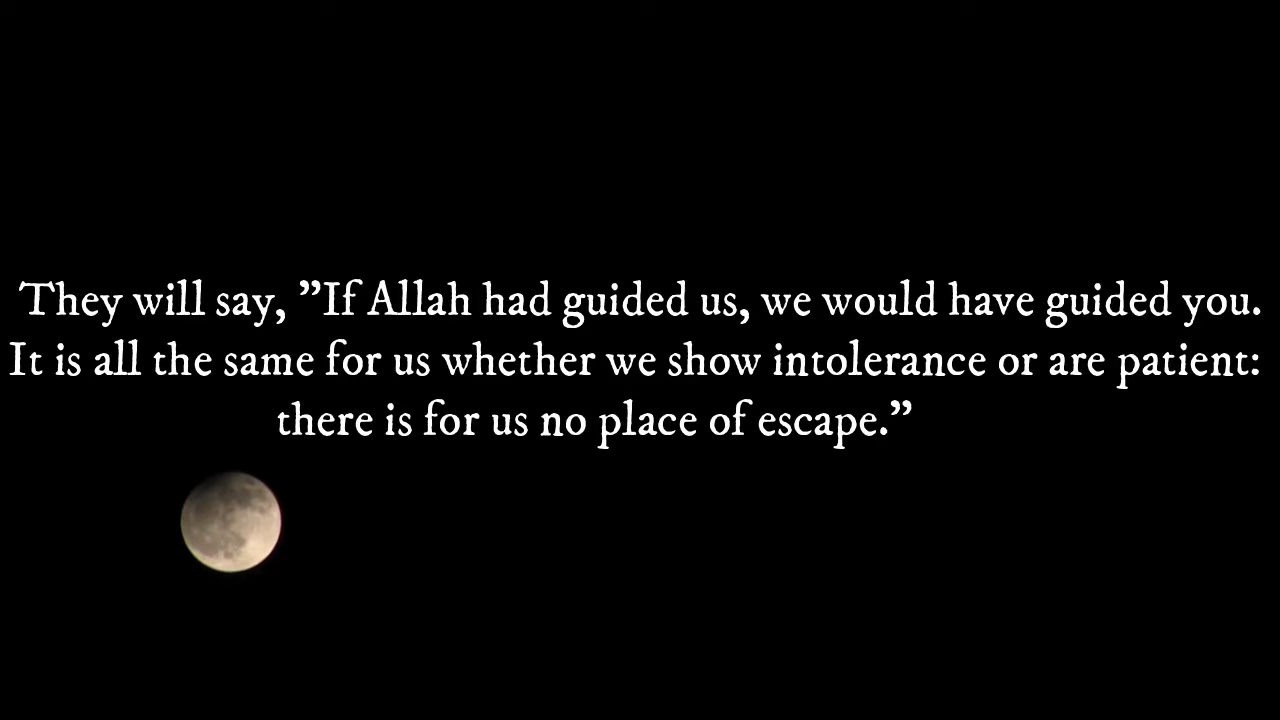 They will say, ”If Allah had guided us, we would have guided you.
It is all the same for us whether we show intolerance or are patient:
there is for us no place of escape.”